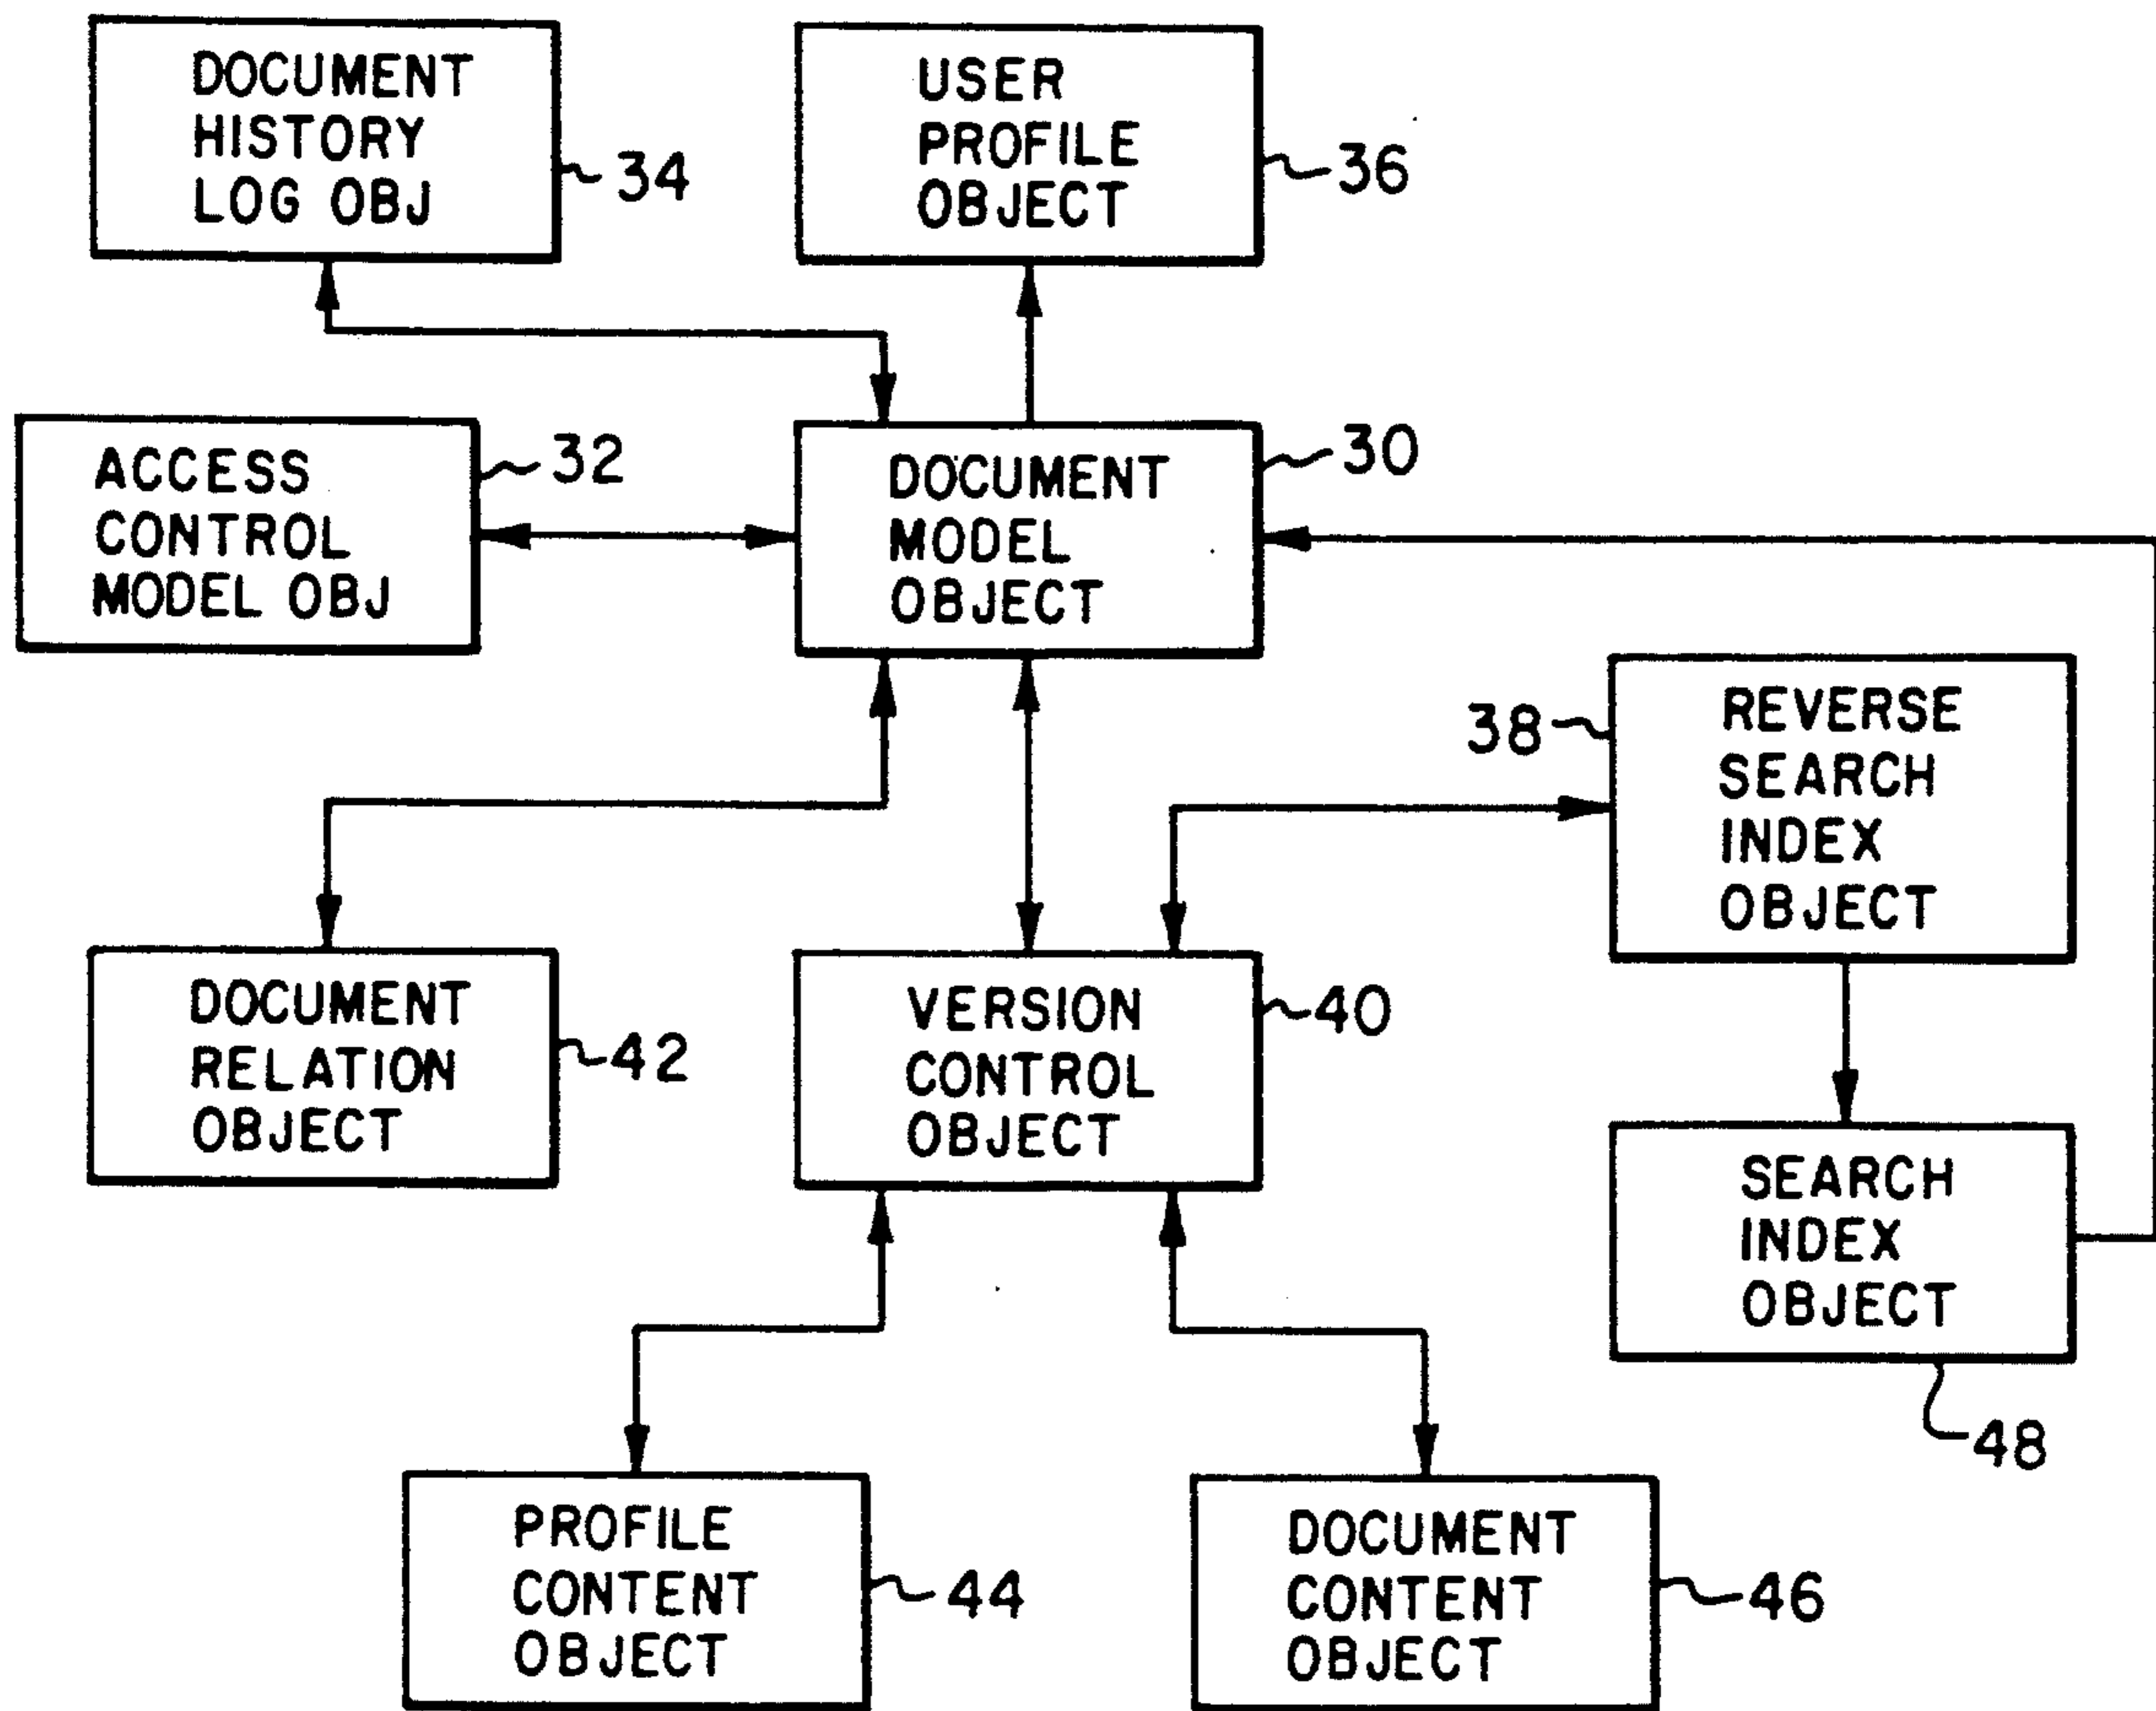 DOCUMENT
HISTORY
LOG OBJ
34
USER
PROFILE
OBJECT
36
ACCESS
CONTROL
MODEL OBJ
32
DOCUMENT
MODEL
OBJECT
30
38
REVERSE
SEARCH
INDEX
OBJECT
DOCUMENT
RELATION
OBJECT
42
VERSION
CONTROL
OBJECT
40
SEARCH
INDEX
OBJECT
48
PROFILE
CONTENT
OBJECT
44
DOCUMENT
CONTENT
OBJECT
46